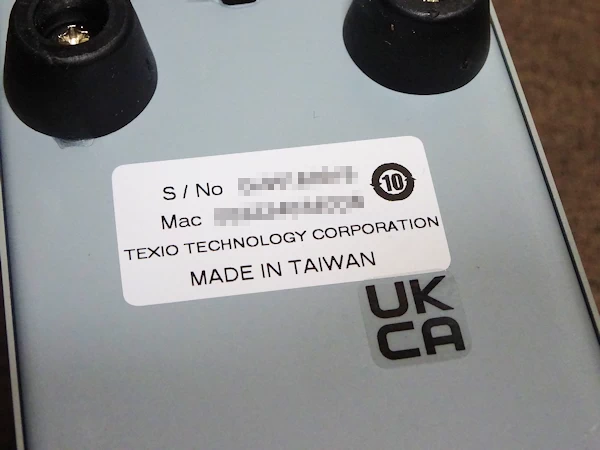 S / No
10
Mac
TEXIO TECHNOLOGY CORPORATION
MADE IN TAIWAN
UK
CA